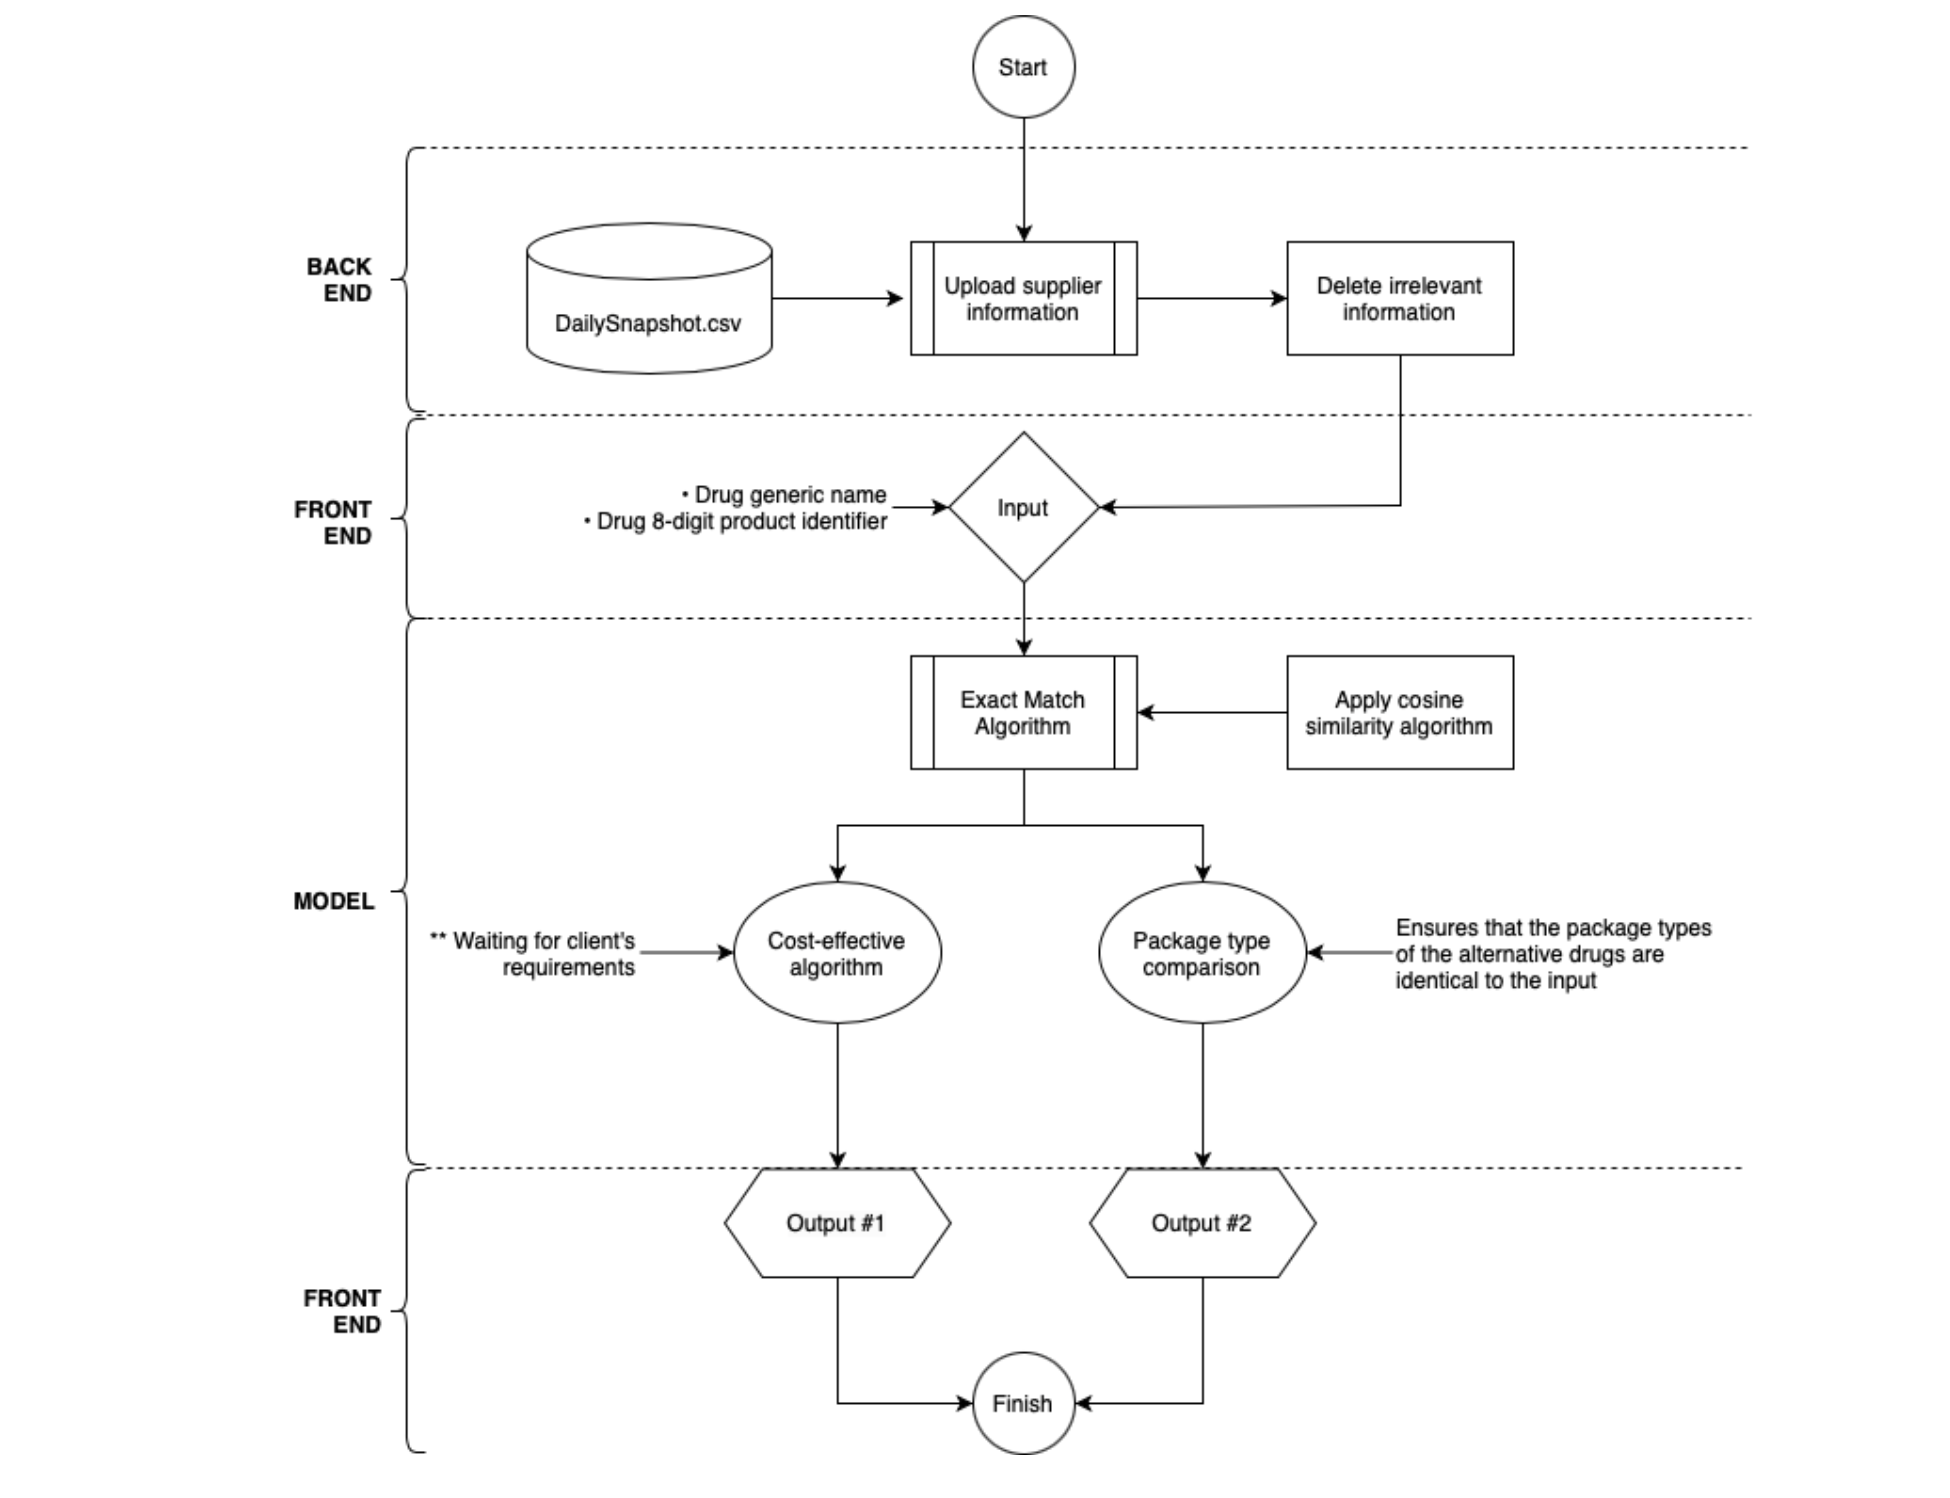 Start
BACK
END
DailySnapshot.csv
Upload supplier
information
Delete irrelevant
information
FRONT
END
• Drug generic name
• Drug 8-digit product identifier
Input
MODEL
Exact Match
Algorithm
Apply cosine
similarity algorithm
** Waiting for client's
requirements
Cost-effective
algorithm
Package type
comparison
Ensures that the package types
of the alternative drugs are
identical to the input
FRONT
END
Output #1
Output #2
Finish